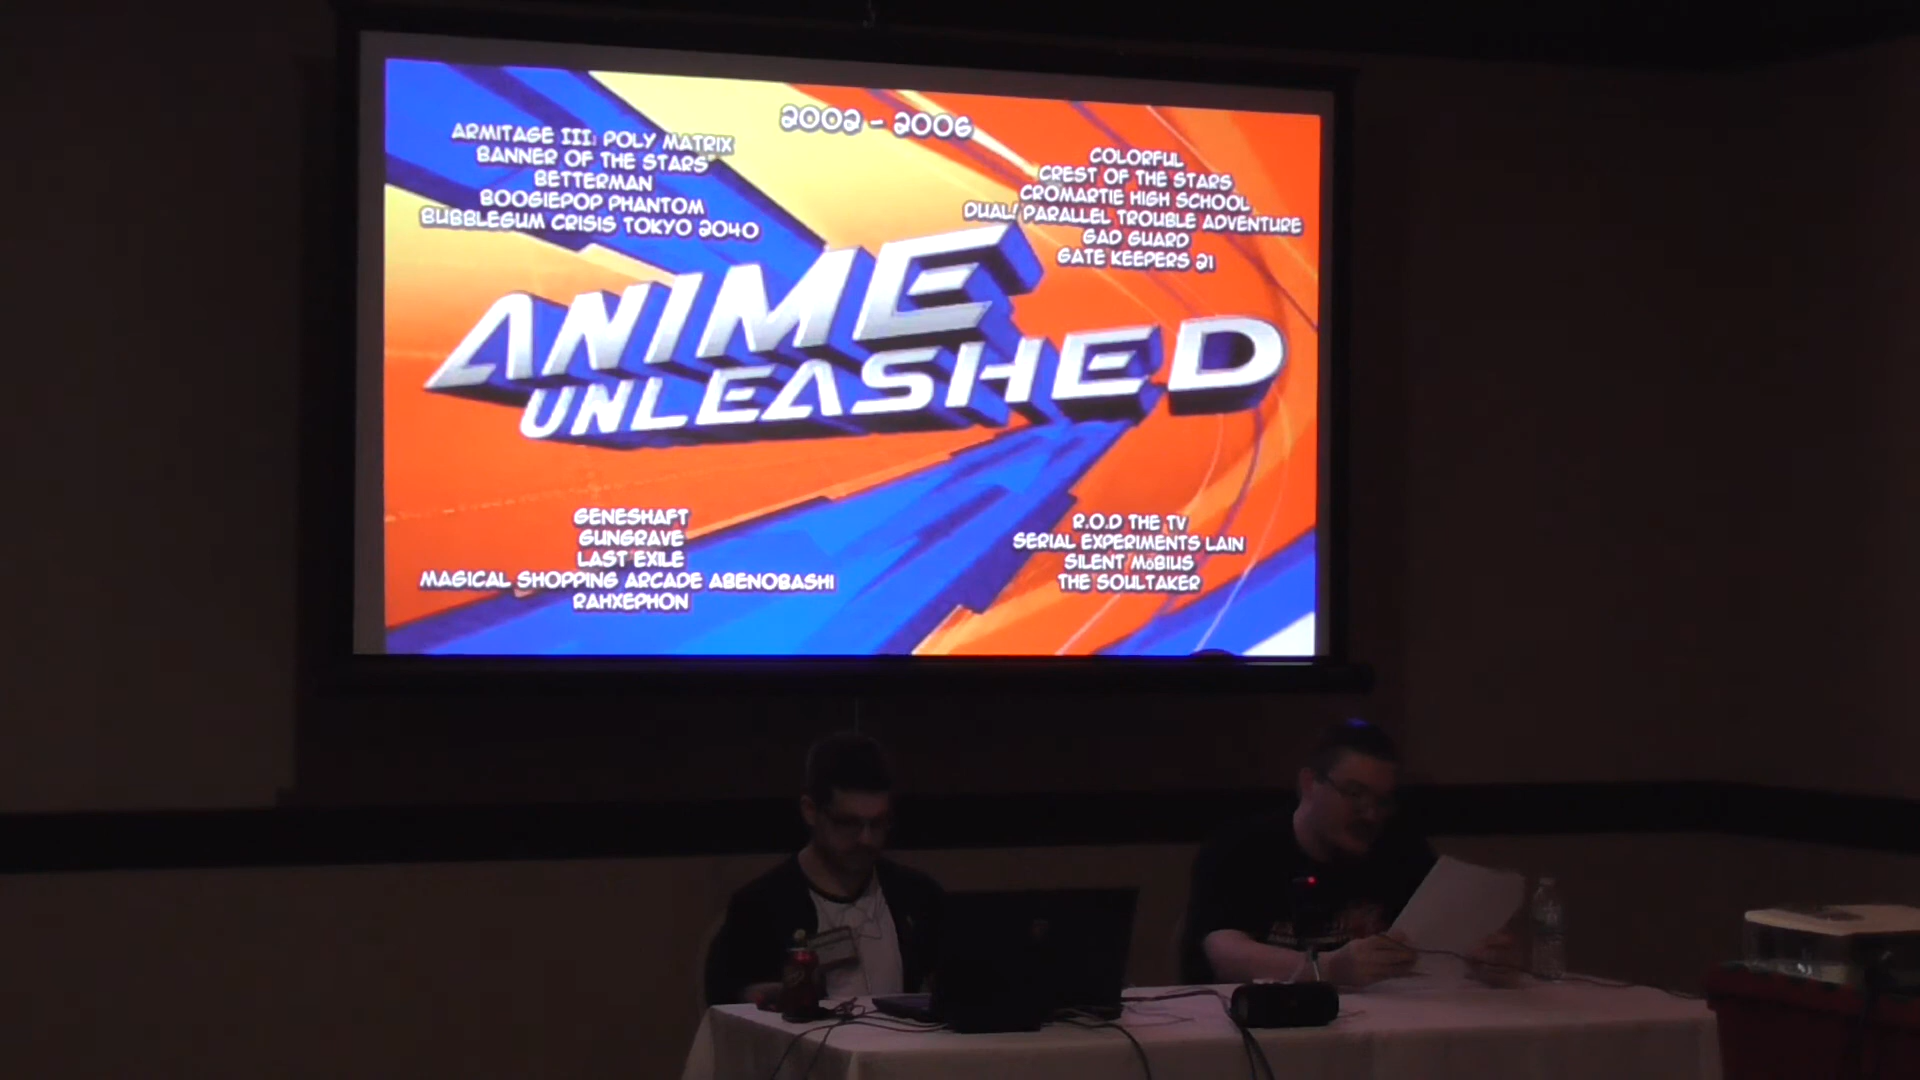 2002 - 2006
ARMITAGE III: POLY MATRIX
BANNER OF THE STARS
BETTERMAN
BOOGIEPOP PHANTOM
BUBBLEGUM CRISIS TOKYO 2040
COLORFUL
CREST OF THE STARS
CROMARTIE HIGH SCHOOL
DUAL! PARALLEL TROUBLE ADVENTURE
GAD GUARD
GATE KEEPERS 21
ANIME
UNLEASHED
GENESHAFT
GUNGRAVE
LAST EXILE
MAGICAL SHOPPING ARCADE ABENOBASHI
RAHXEPHON
R.O.D THE TV
SERIAL EXPERIMENTS LAIN
SILENT MöBIUS
THE SOULTAKER